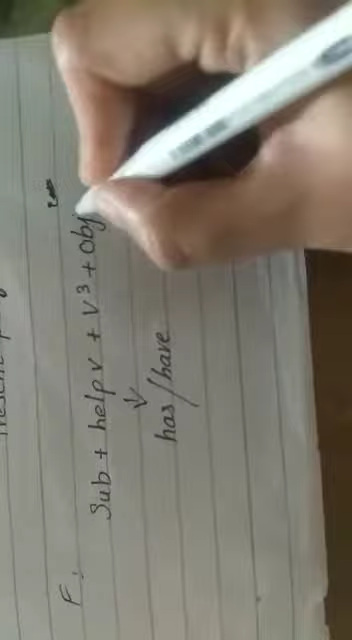 F:
Sub + help v + V³ + Obj
has/have